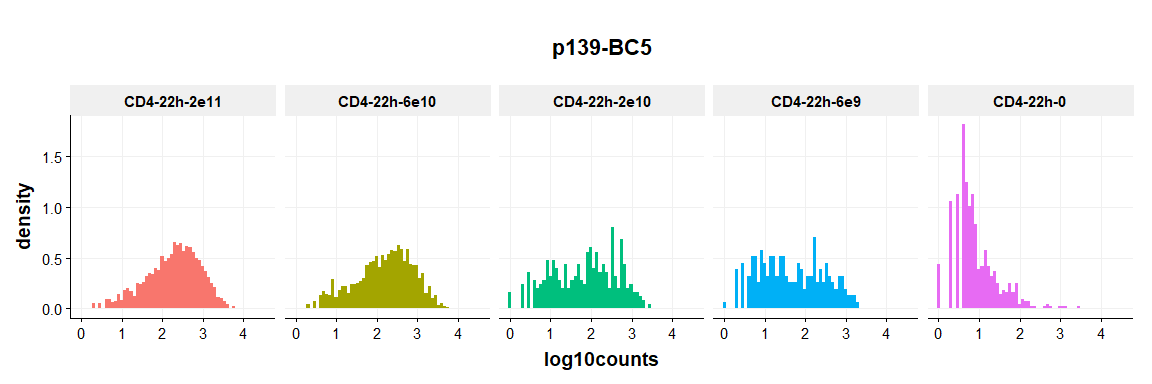 p139-BC5
CD4-22h-2e11 CD4-22h-6e10 CD4-22h-2e10 CD4-22h-6e9 CD4-22h-0
density
1.5
1.0
0.5
0.0
0 1 2 3 4 0 1 2 3 4 0 1 2 3 4 0 1 2 3 4 0 1 2 3 4
log10counts